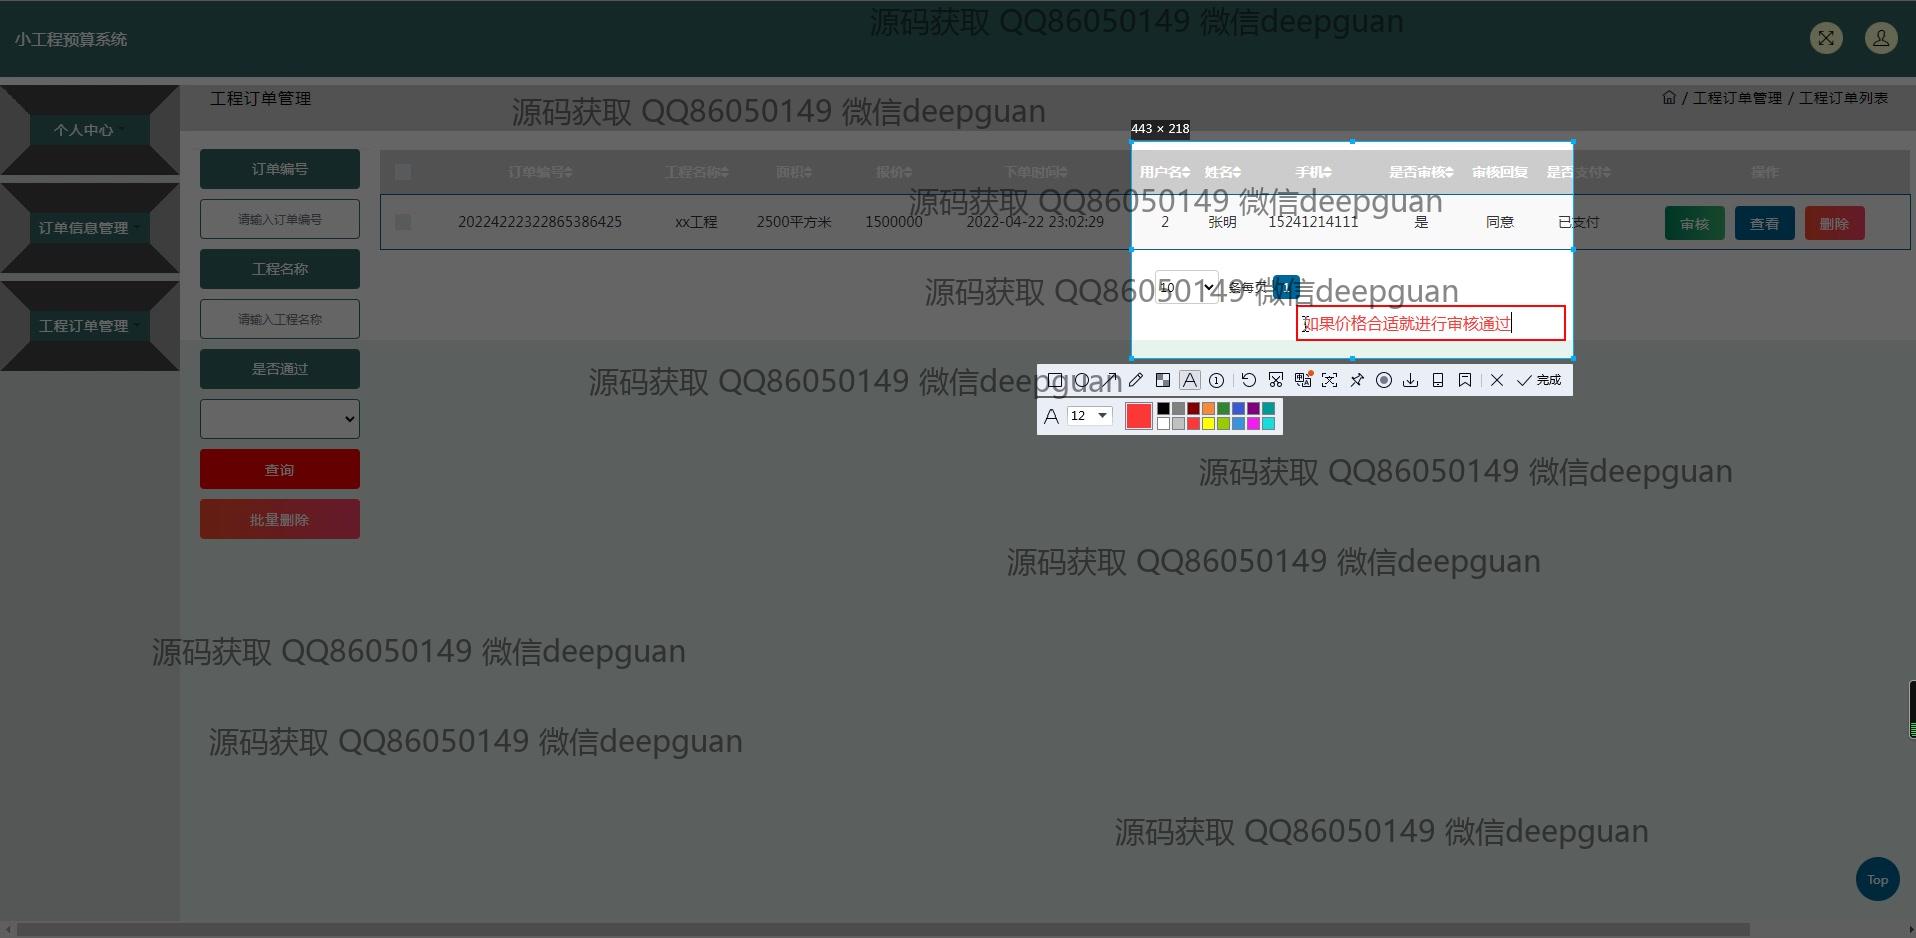 源码获取 QQ86050149 微信deepguan
小工程预算系统
工程订单管理
/ 工程订单管理 / 工程订单列表
源码获取 QQ86050149 微信deepguan
443 × 218
个人中心
订单信息管理
工程订单管理
订单编号
请输入订单编号
工程名称
请输入工程名称
是否通过
查询
批量删除
订单编号 工程名称 面积 报价 下单时间 用户名 姓名 手机 是否审核 审核回复 是否支付 操作
源码获取 QQ86050149 微信deepguan
20224222322865386425 xx工程 2500平方米 1500000 2022-04-22 23:02:29 2 张明 15241214111 是 同意 已支付 审核 查看 删除
源码获取 QQ86050149 微信deepguan
10 条每页 1
如果价格合适就进行审核通过
源码获取 QQ86050149 微信deepguan
完成
A 12
源码获取 QQ86050149 微信deepguan
源码获取 QQ86050149 微信deepguan
源码获取 QQ86050149 微信deepguan
源码获取 QQ86050149 微信deepguan
源码获取 QQ86050149 微信deepguan
Top